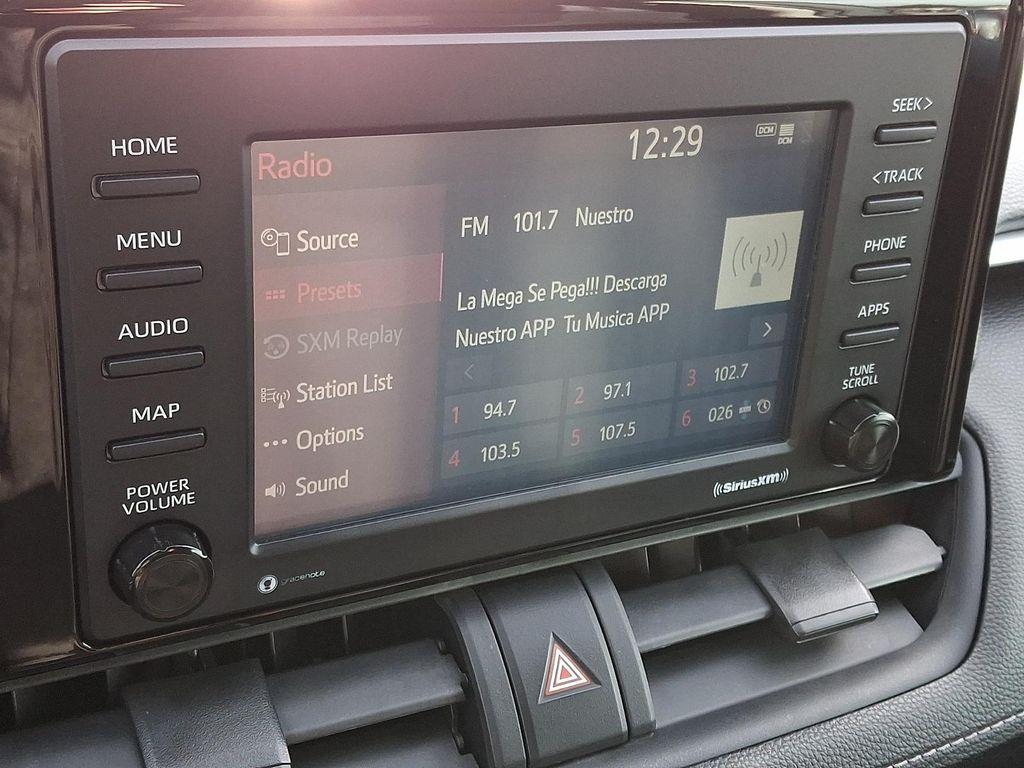 HOME
MENU
AUDIO
MAP
POWER
VOLUME
Radio
12:29
DCM
DCM
Source
Presets
SXM Replay
Station List
Options
Sound
FM 101.7 Nuestro
La Mega Se Pega!!! Descarga
Nuestro APP Tu Musica APP
<
>
1 94.7
2 97.1
3 102.7
4 103.5
5 107.5
6 026
SEEK>
<TRACK
PHONE
APPS
TUNE
SCROLL
((SiriusXM))
gracenote